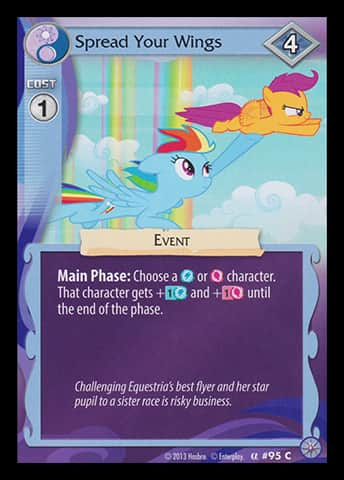 Spread Your Wings
4
COST
1
EVENT
Main Phase: Choose a or character.
That character gets +1 and +1 until
the end of the phase.
Challenging Equestria's best flyer and her star
pupil to a sister race is risky business.
© 2013 Hasbro. © Enterplay. α #95 C